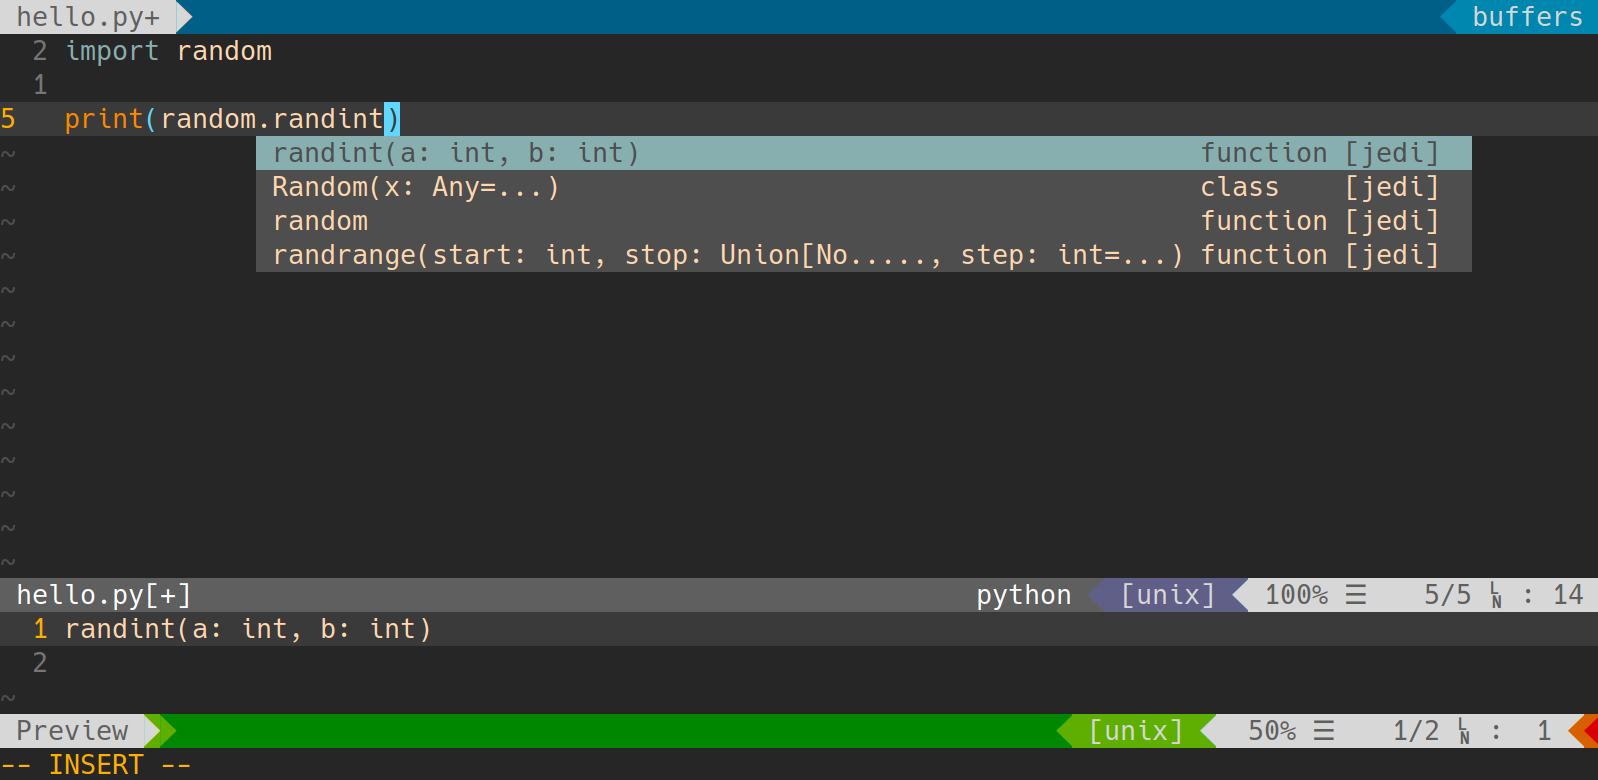 hello.py+ buffers
2 import random
1
5 print(random.randint)
~ randint(a: int, b: int) function [jedi]
~ Random(x: Any=...) class [jedi]
~ random function [jedi]
~ randrange(start: int, stop: Union[No....., step: int=...) function [jedi]
~
~
~
~
~
~
~
~
~
hello.py[+] python [unix] 100% ☰ 5/5 ␤ : 14
1 randint(a: int, b: int)
2
~
Preview [unix] 50% ☰ 1/2 ␤ : 1
-- INSERT --